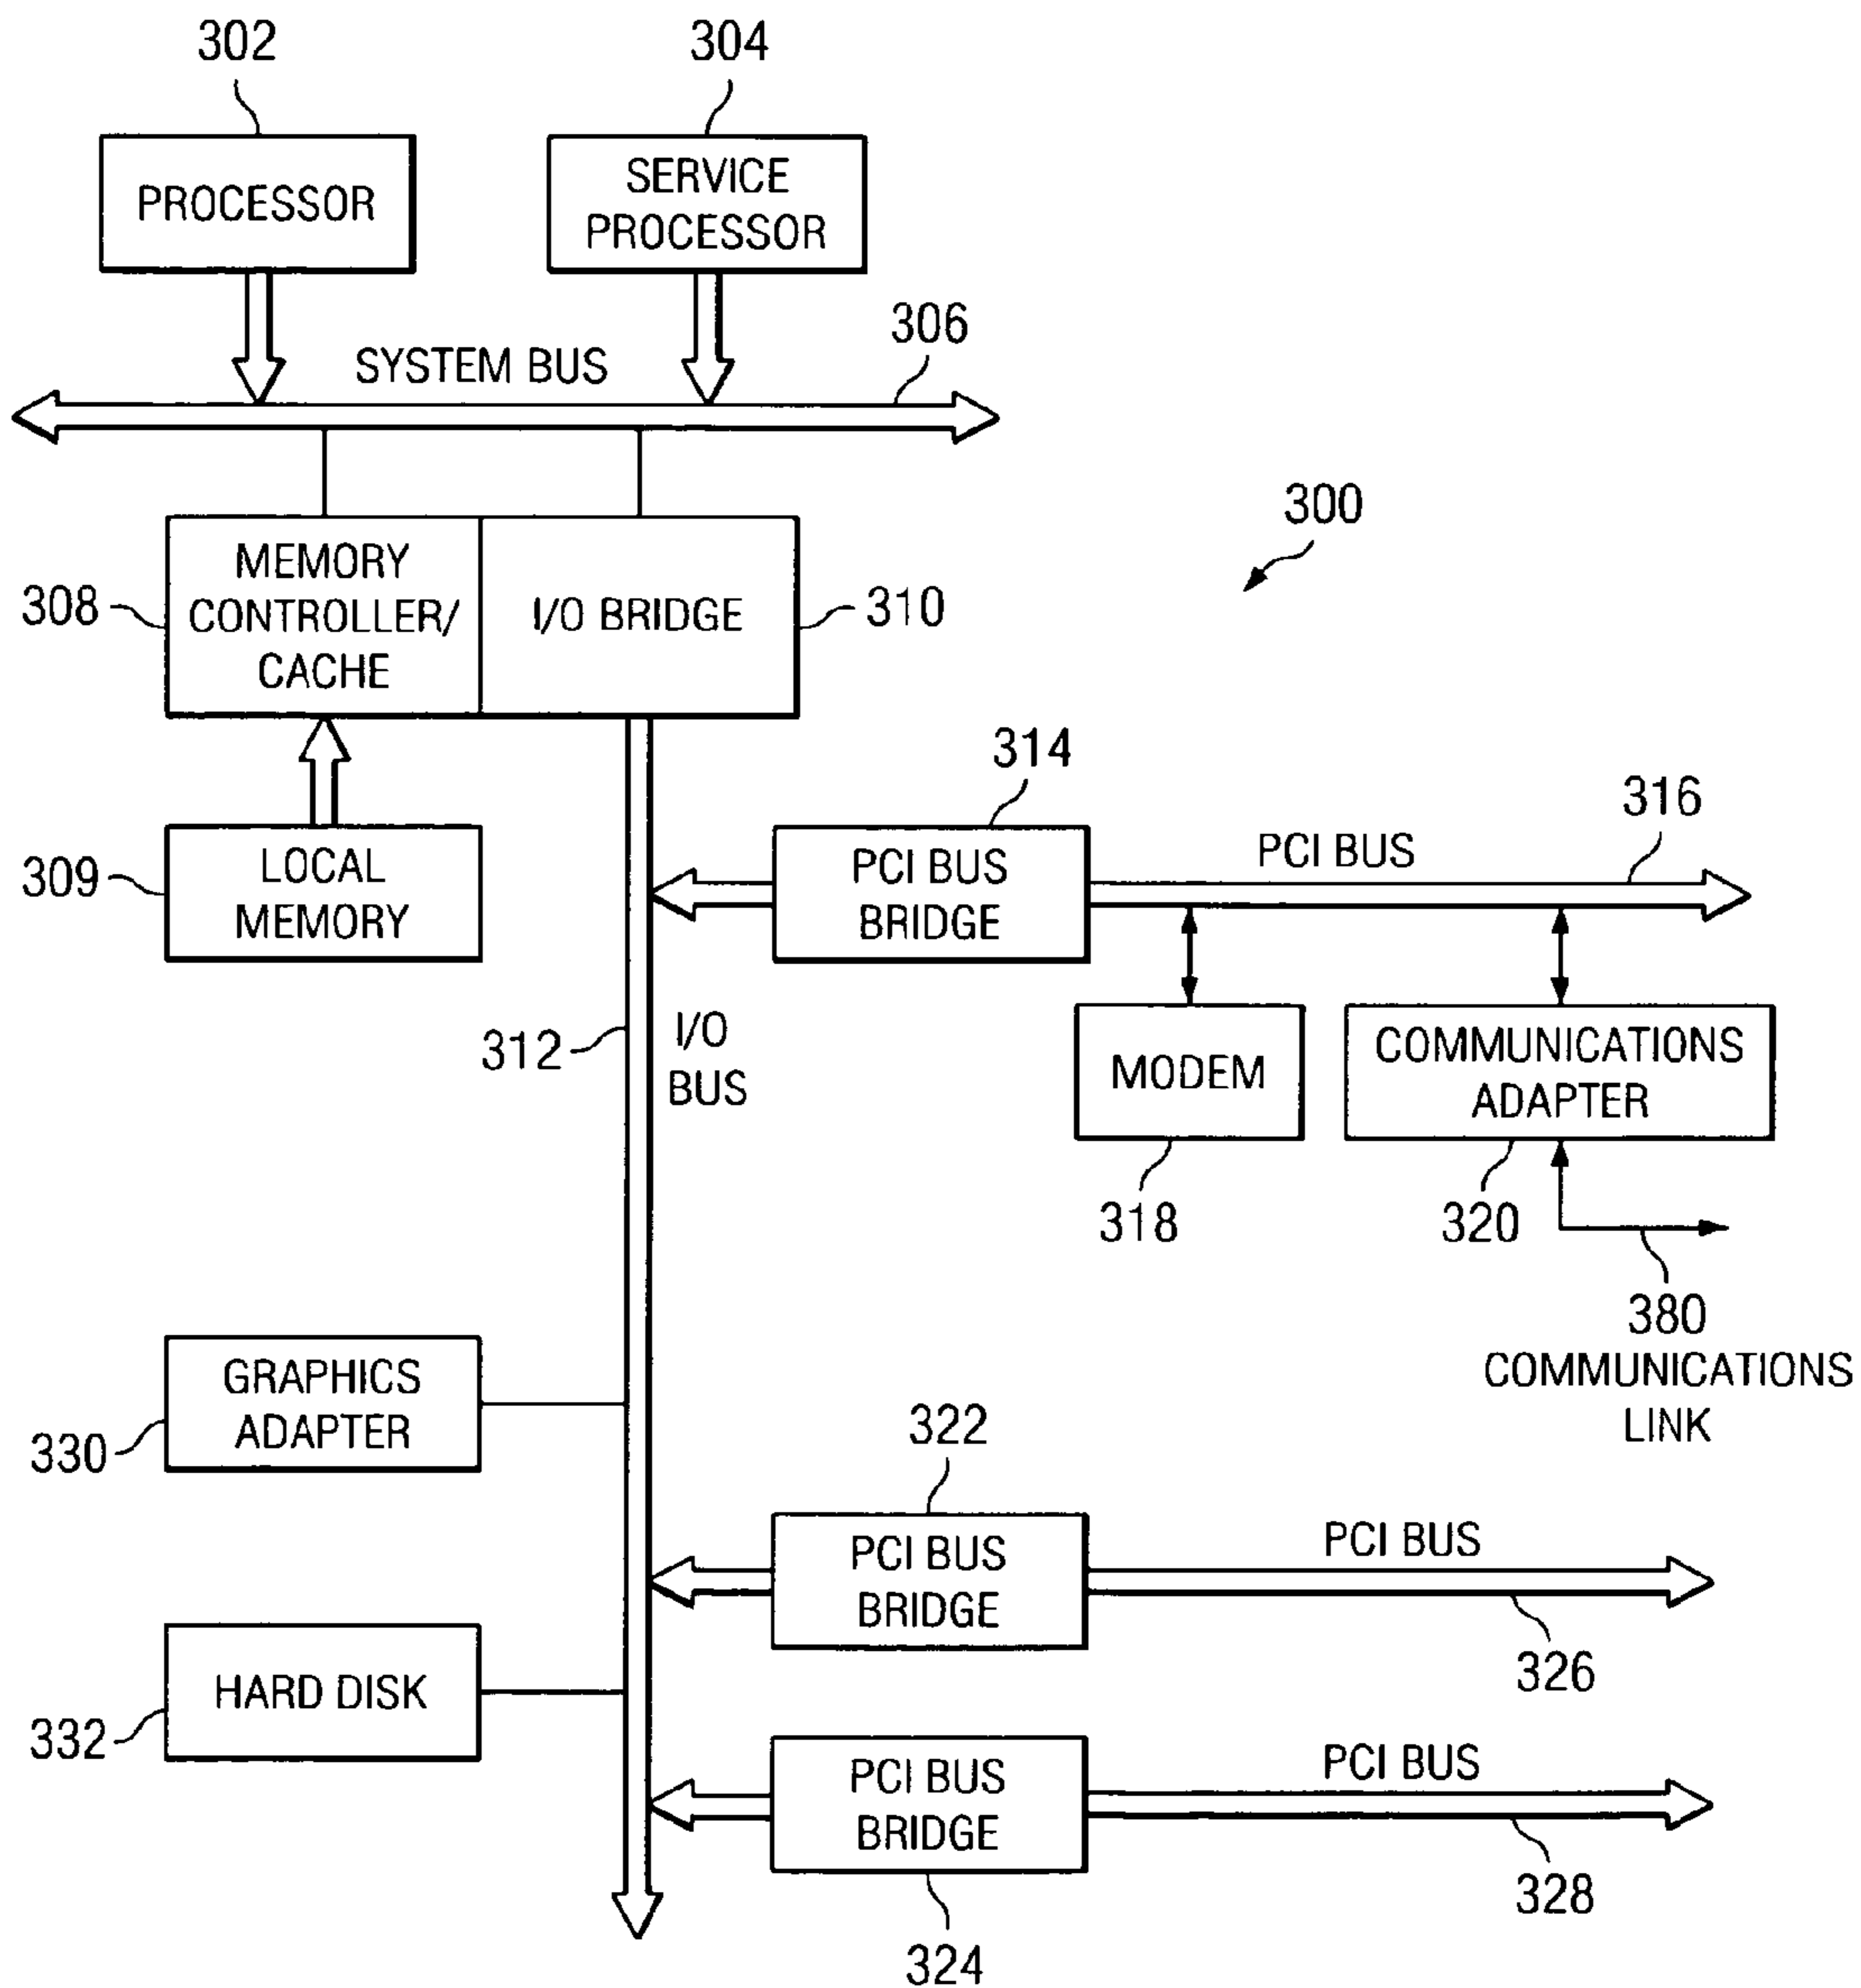 302
304
PROCESSOR
SERVICE
PROCESSOR
306
SYSTEM BUS
300
308
MEMORY
CONTROLLER/
CACHE
I/O BRIDGE
310
314
316
309
LOCAL
MEMORY
PCI BUS
BRIDGE
PCI BUS
312
I/O
BUS
MODEM
COMMUNICATIONS
ADAPTER
318
320
380
COMMUNICATIONS
LINK
GRAPHICS
ADAPTER
330
322
PCI BUS
BRIDGE
PCI BUS
326
HARD DISK
332
PCI BUS
BRIDGE
PCI BUS
328
324